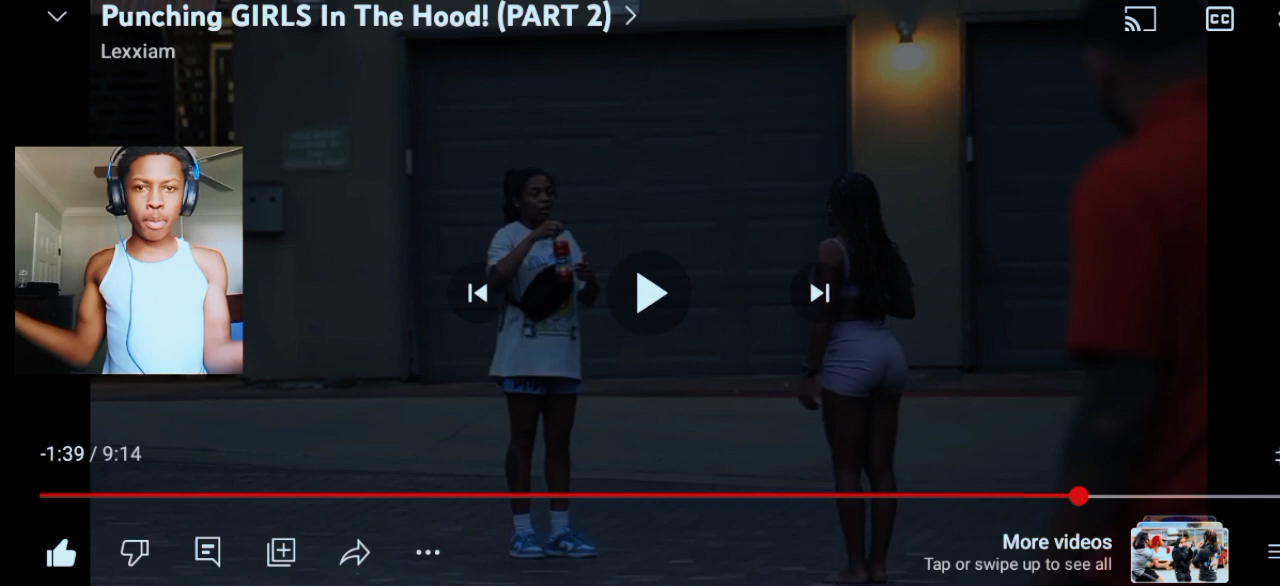 Punching GIRLS In The Hood! (PART 2)
CC
Lexxiam
-1:39 / 9:14
More videos
Tap or swipe up to see all